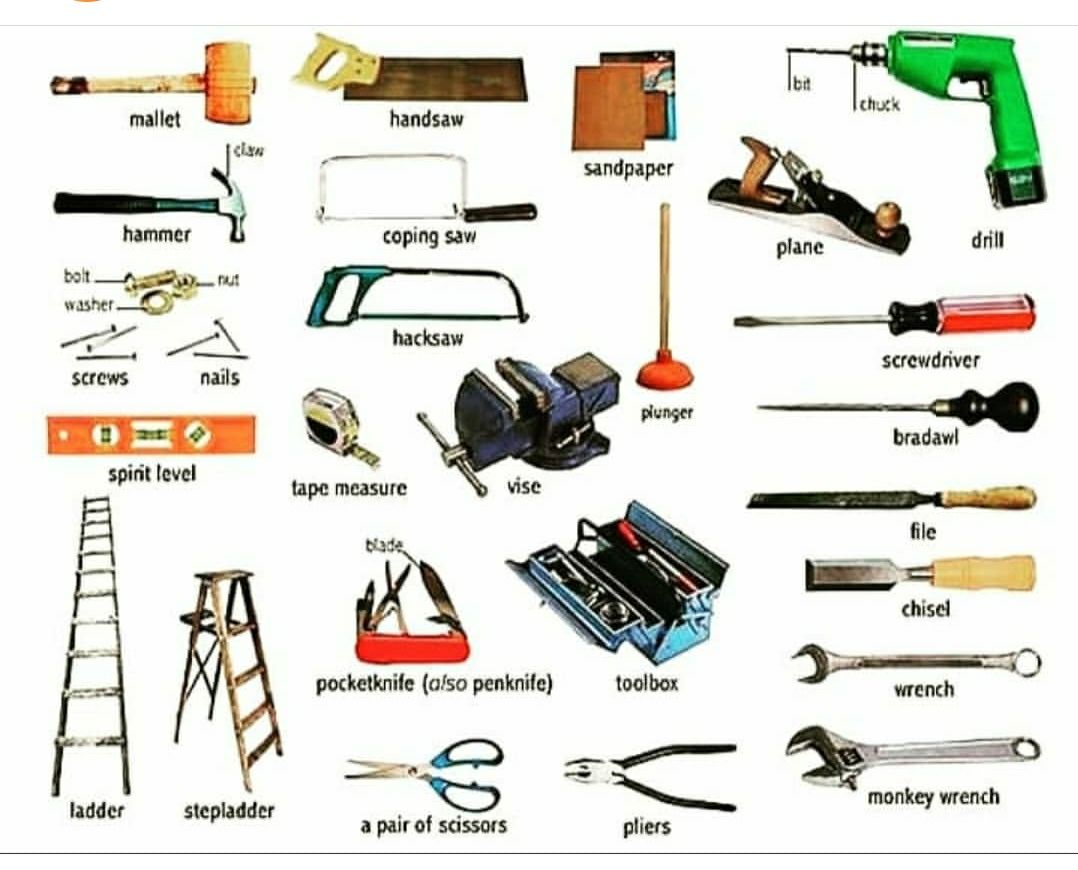 mallet
handsaw
sandpaper
bit
chuck
claw
hammer
coping saw
plane
drill
bolt
nut
washer
hacksaw
screws
nails
screwdriver
plunger
bradawl
spirit level
tape measure
vise
file
blade
chisel
pocketknife (also penknife)
toolbox
wrench
ladder
stepladder
a pair of scissors
pliers
monkey wrench